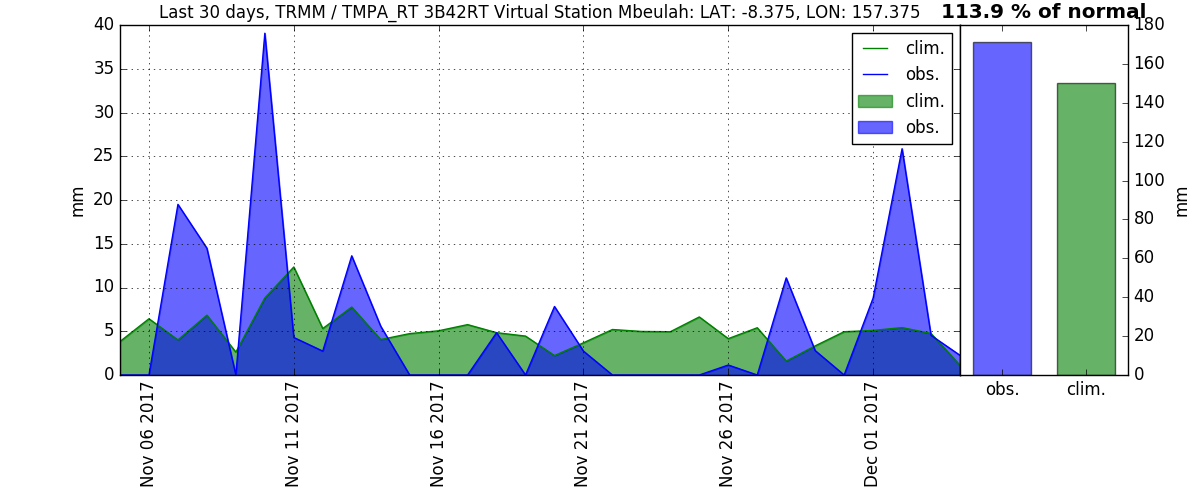 Last 30 days, TRMM / TMPA_RT 3B42RT Virtual Station Mbeulah: LAT: -8.375, LON: 157.375
113.9 % of normal
40
35
30
25
20
15
10
5
0
mm
clim.
obs.
clim.
obs.
180
160
140
120
100
80
60
40
20
0
mm
obs.
clim.
Nov 06 2017
Nov 11 2017
Nov 16 2017
Nov 21 2017
Nov 26 2017
Dec 01 2017